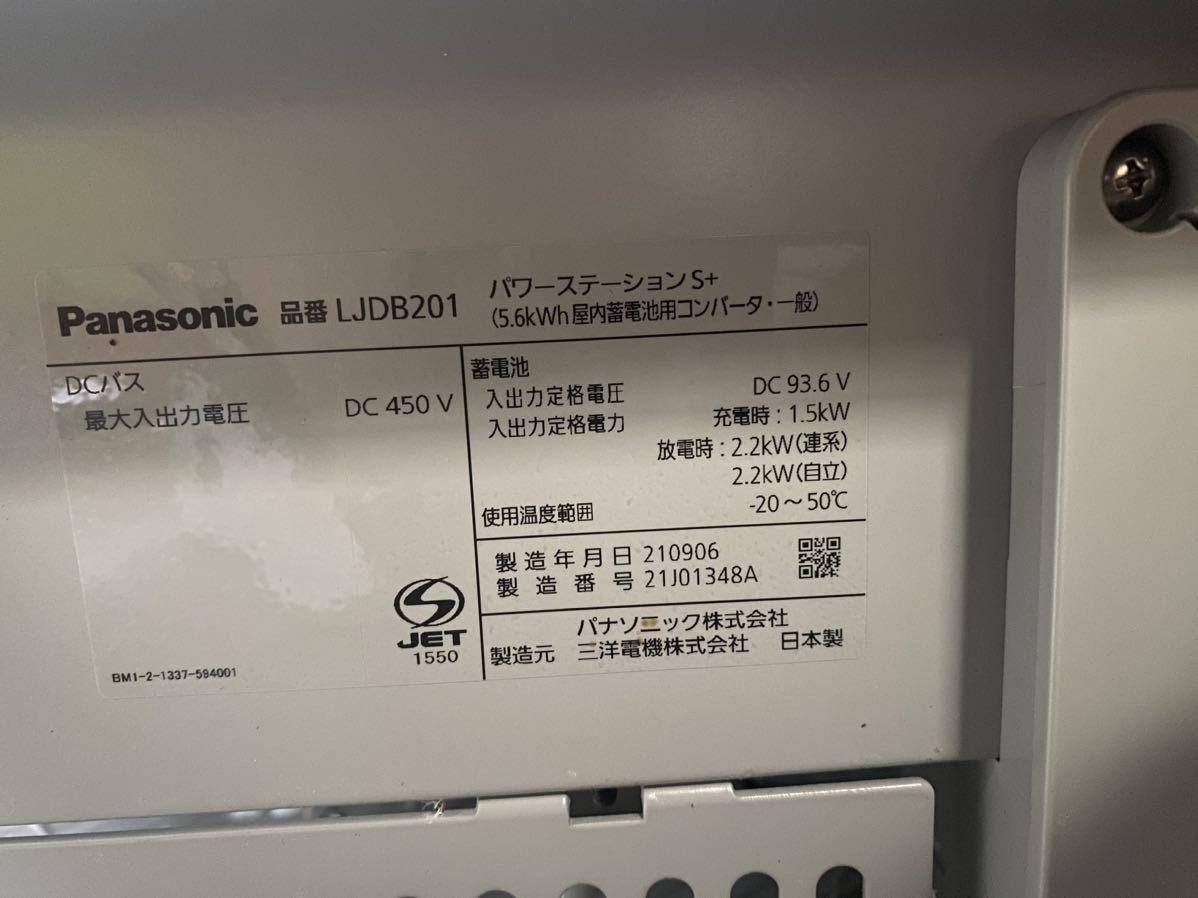 Panasonic 品番 LJDB201 パワーステーション S+
(5.6kWh 屋内蓄電池用コンバータ・一般)
DCバス
最大入出力電圧 DC 450 V
蓄電池
入出力定格電圧 DC 93.6 V
入出力定格電力 充電時 : 1.5kW
放電時 : 2.2kW(連系)
2.2kW(自立)
使用温度範囲 -20～50℃
製造年月日 210906
製造番号 21J01348A
JET
1550
パナソニック株式会社
製造元 三洋電機株式会社 日本製
BM1-2-1337-594001